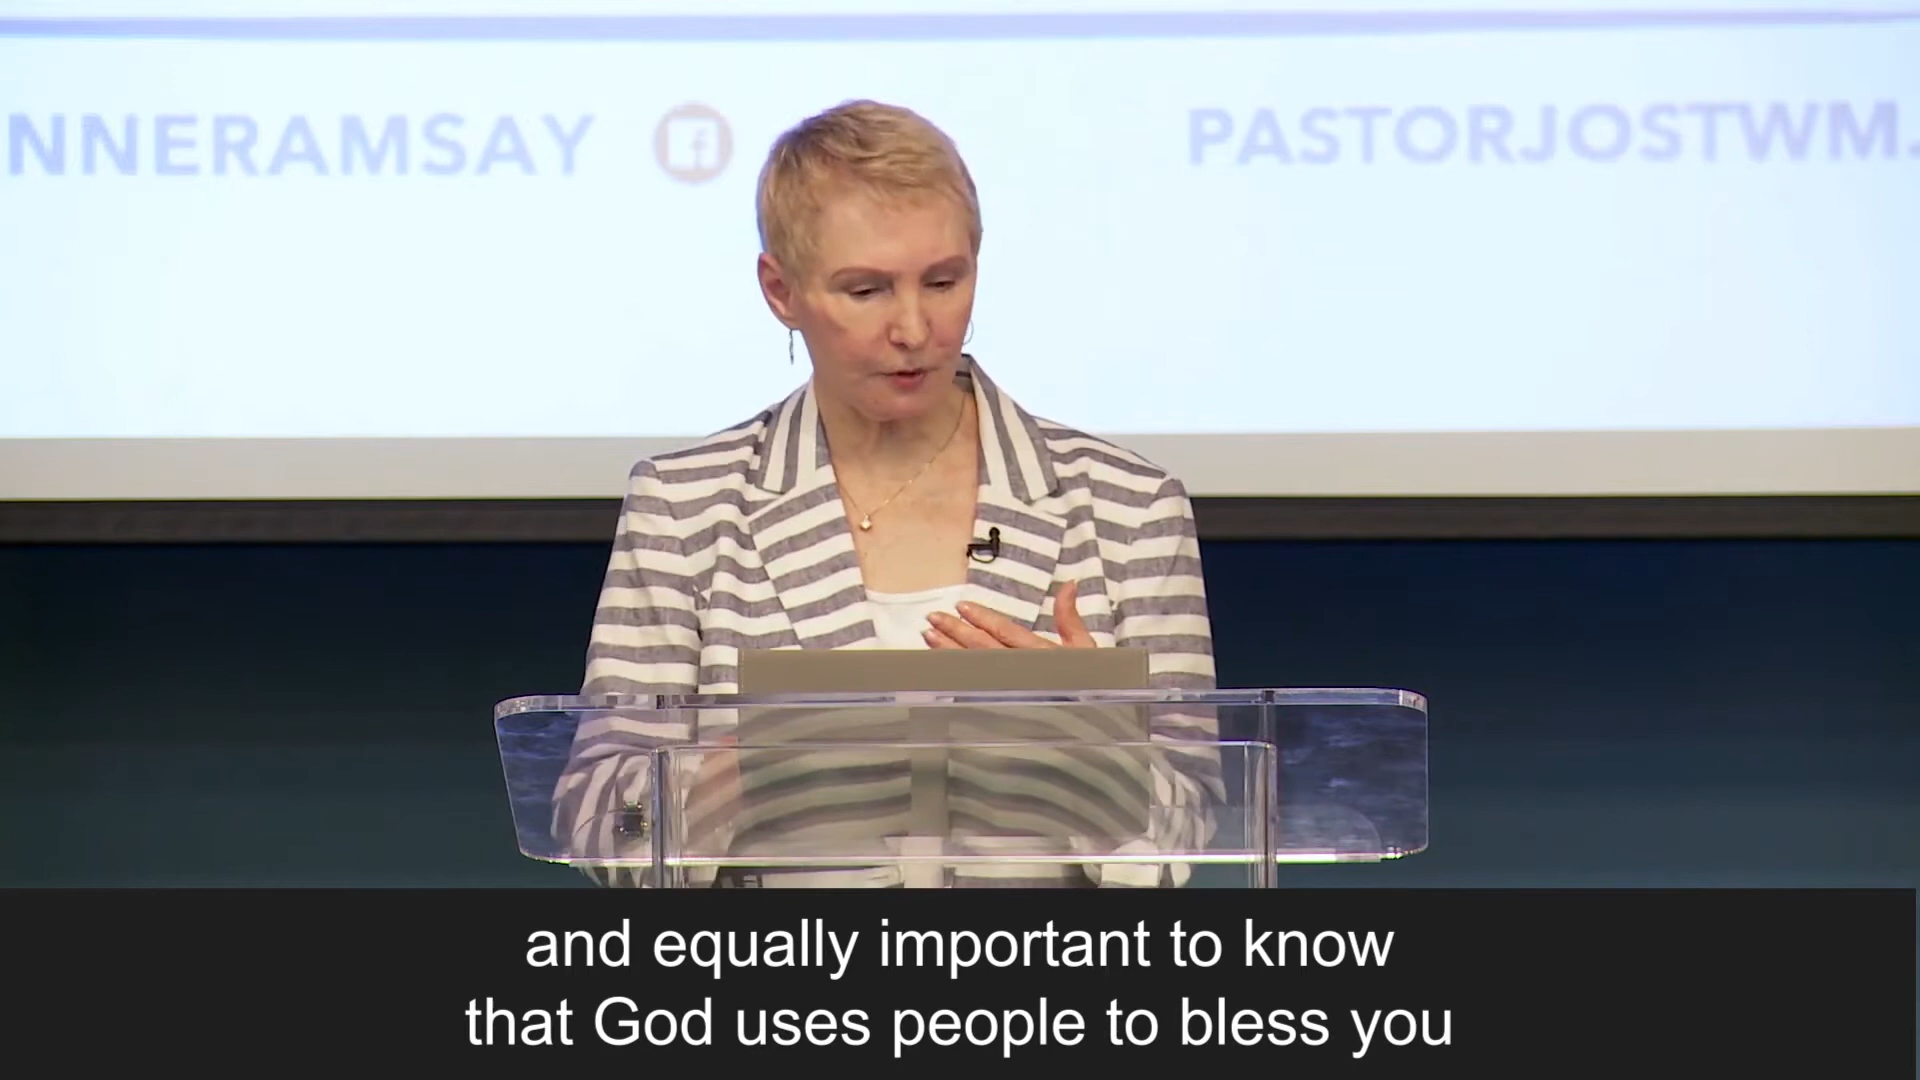 NNERAMSAY f PASTORJOSTWM.
and equally important to know
that God uses people to bless you